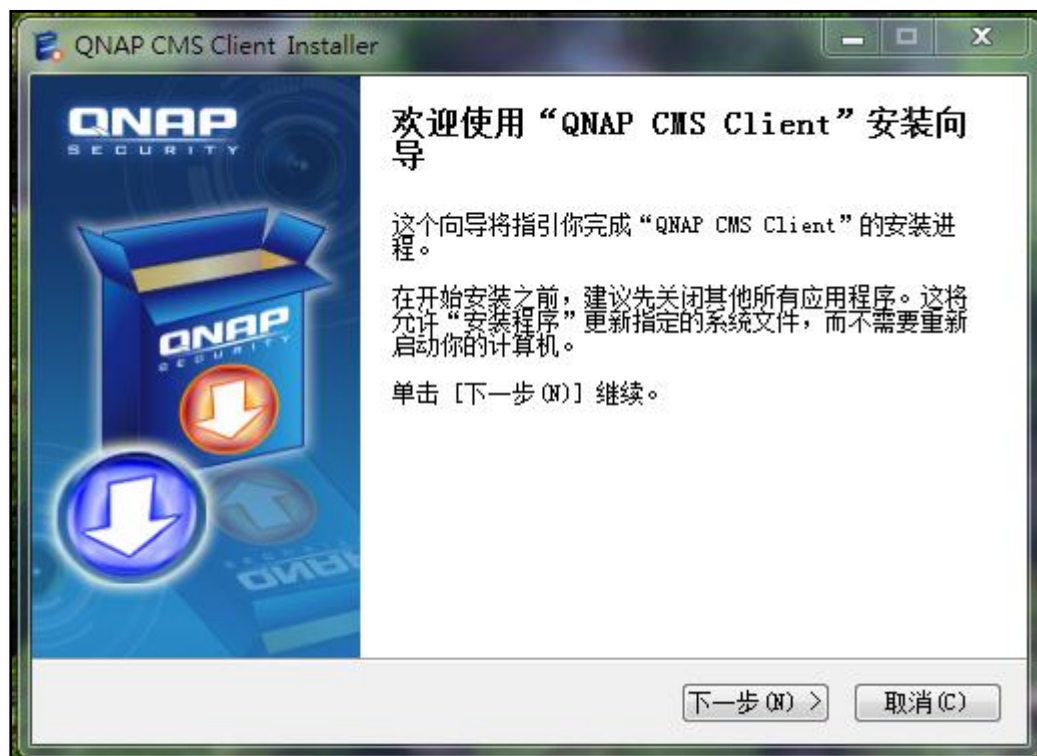 QNAP CMS Client Installer
QNAP
SECURITY
欢迎使用“QNAP CMS Client”安装向
导
这个向导将指引你完成“QNAP CMS Client”的安装进
程。
在开始安装之前，建议先关闭其他所有应用程序。这将
允许“安装程序”更新指定的系统文件，而不需要重新
启动你的计算机。
单击 [下一步(N)] 继续。
QNAP
SECURITY
QNAP
下一步(N) >
取消(C)